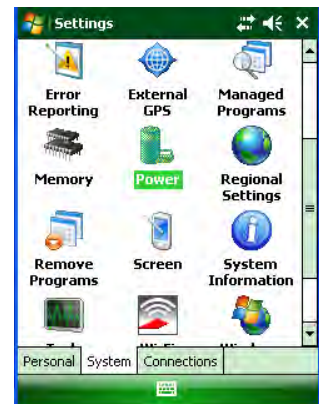 Settings
Error
Reporting
External
GPS
Managed
Programs
Memory
Power
Regional
Settings
Remove
Programs
Screen
System
Information
Personal System Connections